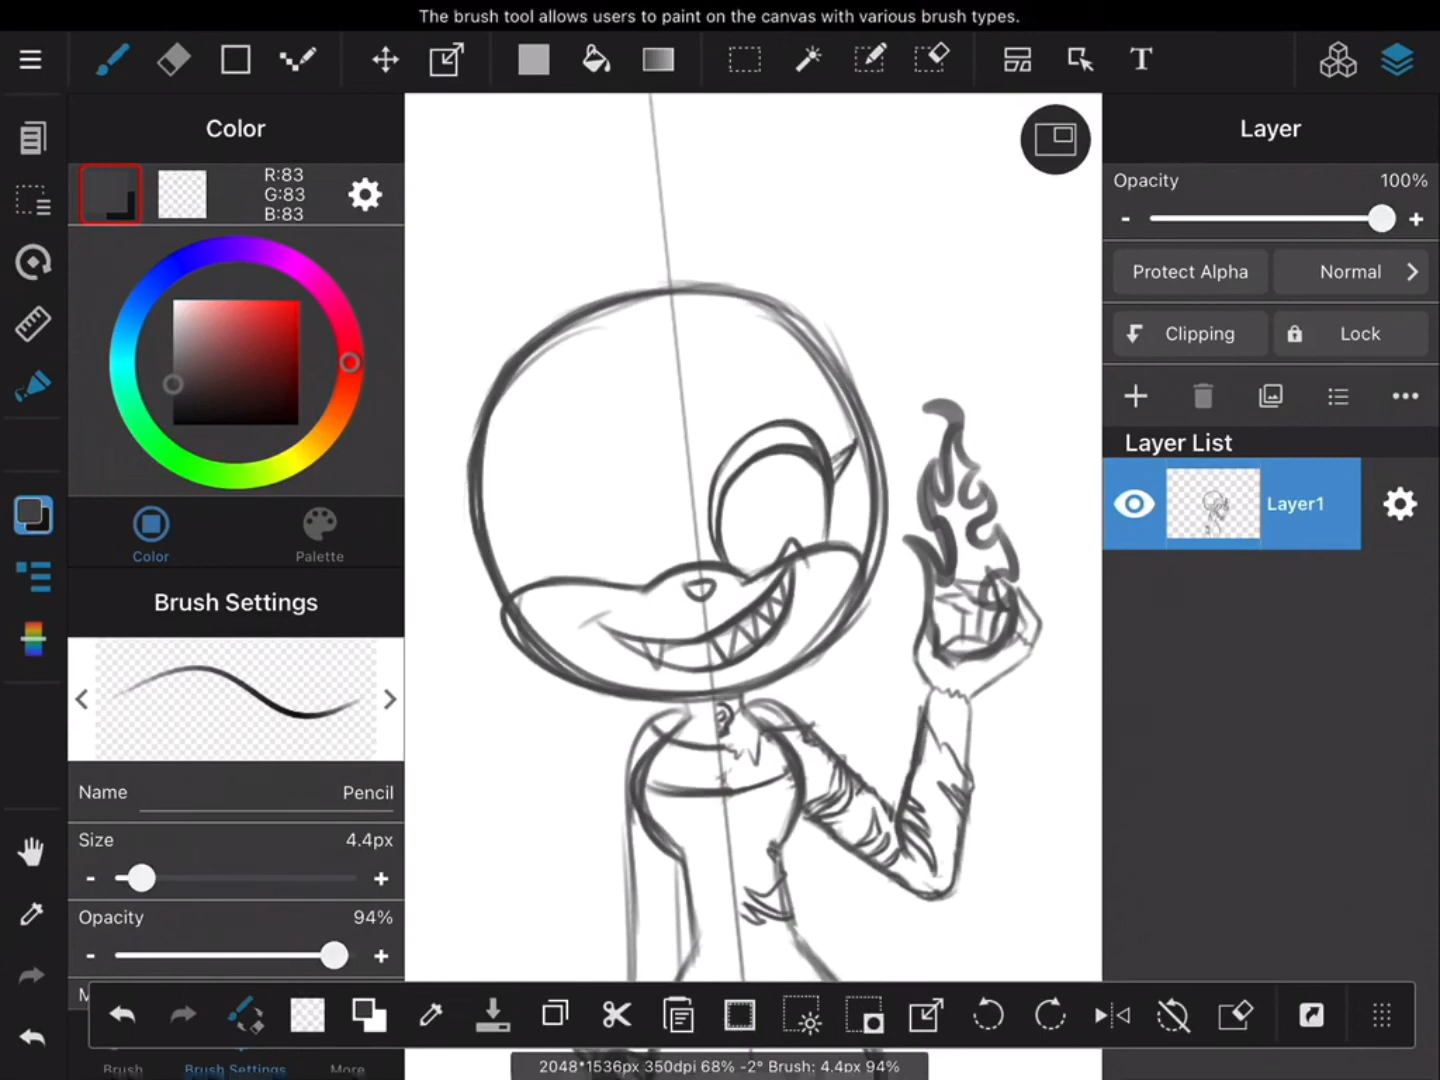 The brush tool allows users to paint on the canvas with various brush types.
T
Color
Layer
R:83
G:83
B:83
Opacity
100%
-
+
Protect Alpha
Normal
Clipping
Lock
Layer List
Layer1
Color
Palette
Brush Settings
Name
Pencil
Size
4.4px
-
+
Opacity
94%
-
+
Brush
Brush Settings
More
2048*1536px 350dpi 68% -2° Brush: 4.4px 94%